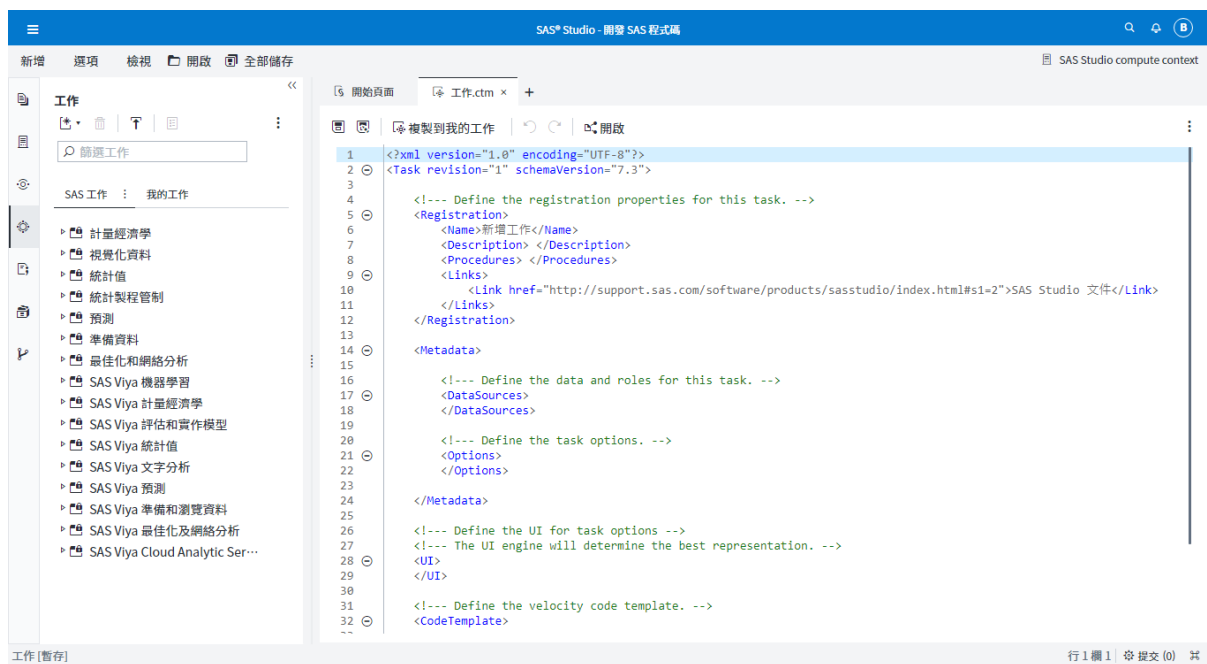 SAS® Studio - 開發 SAS 程式碼
B
新增 選項 檢視 開啟 全部儲存
SAS Studio compute context
工作
篩選工作
SAS 工作 我的工作
計量經濟學
視覺化資料
統計值
統計製程管制
預測
準備資料
最佳化和網絡分析
SAS Viya 機器學習
SAS Viya 計量經濟學
SAS Viya 評估和實作模型
SAS Viya 統計值
SAS Viya 文字分析
SAS Viya 預測
SAS Viya 準備和瀏覽資料
SAS Viya 最佳化及網絡分析
SAS Viya Cloud Analytic Ser…
開始頁面 工作.ctm × +
複製到我的工作 開啟
1 <?xml version="1.0" encoding="UTF-8"?>
2 <Task revision="1" schemaVersion="7.3">
3
4 <!--- Define the registration properties for this task. -->
5 <Registration>
6 <Name>新增工作</Name>
7 <Description> </Description>
8 <Procedures> </Procedures>
9 <Links>
10 <Link href="http://support.sas.com/software/products/sasstudio/index.html#s1=2">SAS Studio 文件</Link>
11 </Links>
12 </Registration>
13
14 <Metadata>
15
16 <!--- Define the data and roles for this task. -->
17 <DataSources>
18 </DataSources>
19
20 <!--- Define the task options. -->
21 <Options>
22 </Options>
23
24 </Metadata>
25
26 <!--- Define the UI for task options -->
27 <!--- The UI engine will determine the best representation. -->
28 <UI>
29 </UI>
30
31 <!--- Define the velocity code template. -->
32 <CodeTemplate>
工作 [暫存]
行 1 欄 1 提交 (0)